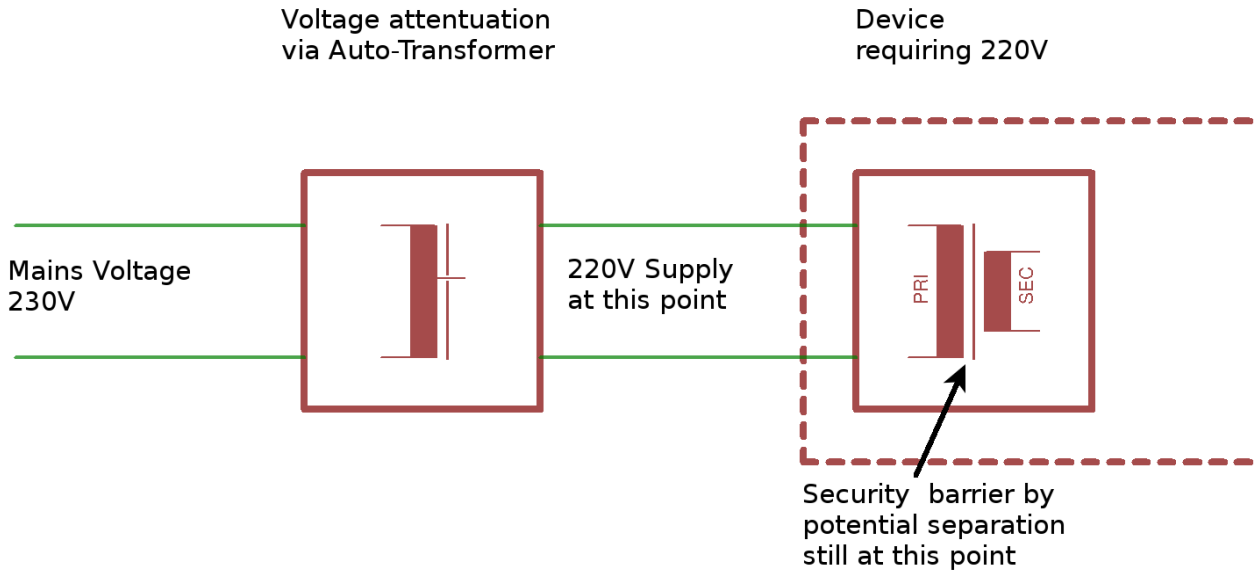 Voltage attentuation
via Auto-Transformer
Device
requiring 220V
Mains Voltage
230V
220V Supply
at this point
PRI
SEC
Security  barrier by
potential separation
still at this point